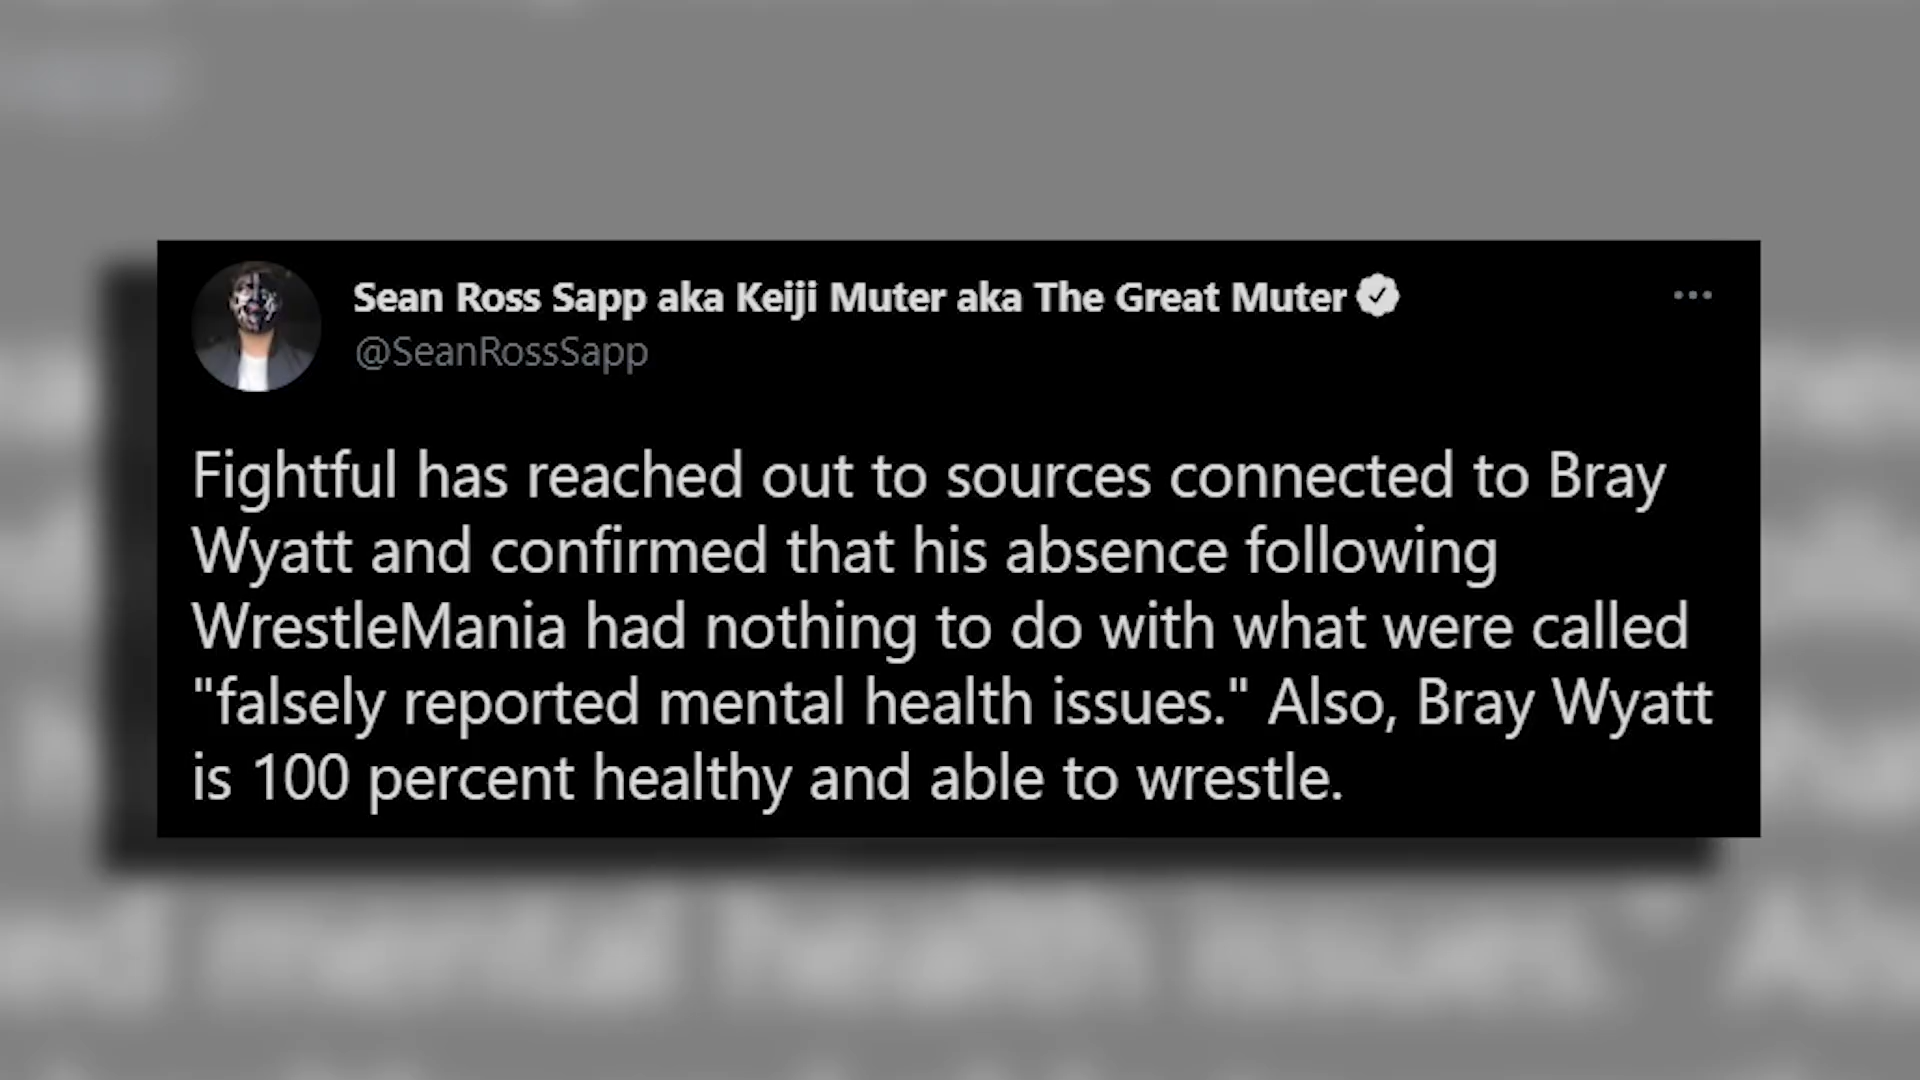 Sean Ross Sapp aka Keiji Muter aka The Great Muter
@SeanRossSapp
Fightful has reached out to sources connected to Bray
Wyatt and confirmed that his absence following
WrestleMania had nothing to do with what were called
"falsely reported mental health issues." Also, Bray Wyatt
is 100 percent healthy and able to wrestle.